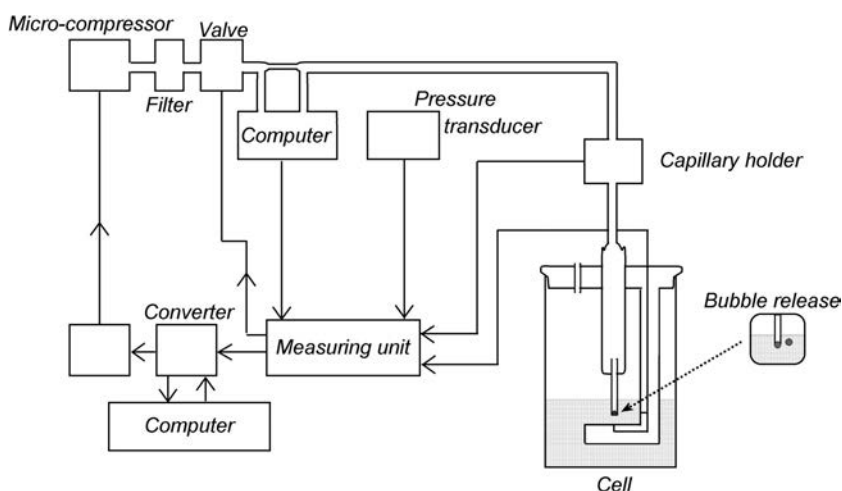 Micro-compressor
Valve
Filter
Computer
Pressure
transducer
Capillary holder
Converter
Measuring unit
Bubble release
Computer
Cell